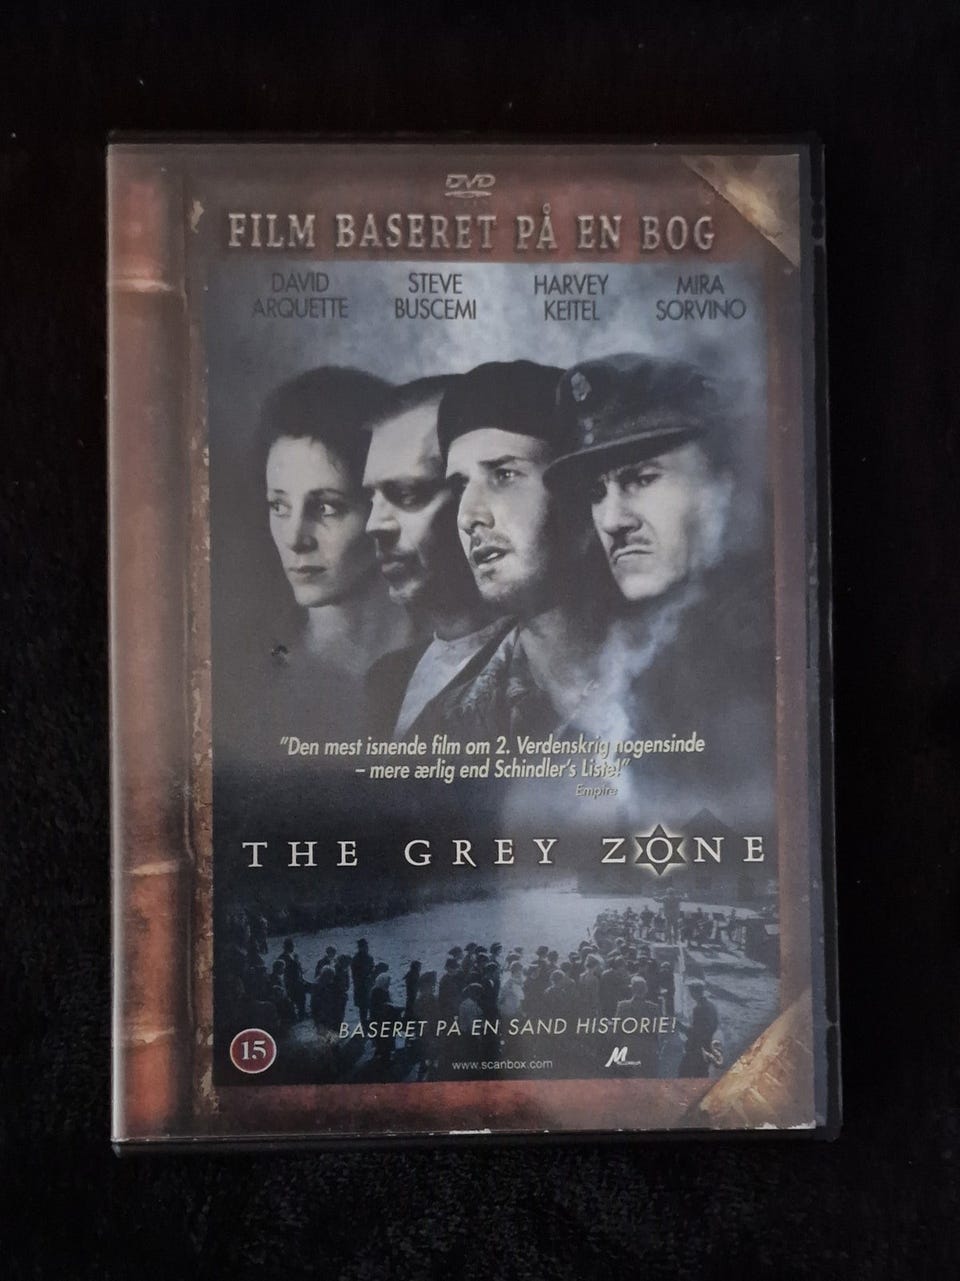 DVD
FILM BASERET PÅ EN BOG
DAVID ARQUETTE
STEVE BUSCEMI
HARVEY KEITEL
MIRA SORVINO
"Den mest isnende film om 2. Verdenskrig nogensinde
– mere ærlig end Schindler's Liste!"
Empire
THE GREY ZONE
BASERET PÅ EN SAND HISTORIE!
15
www.scanbox.com
M